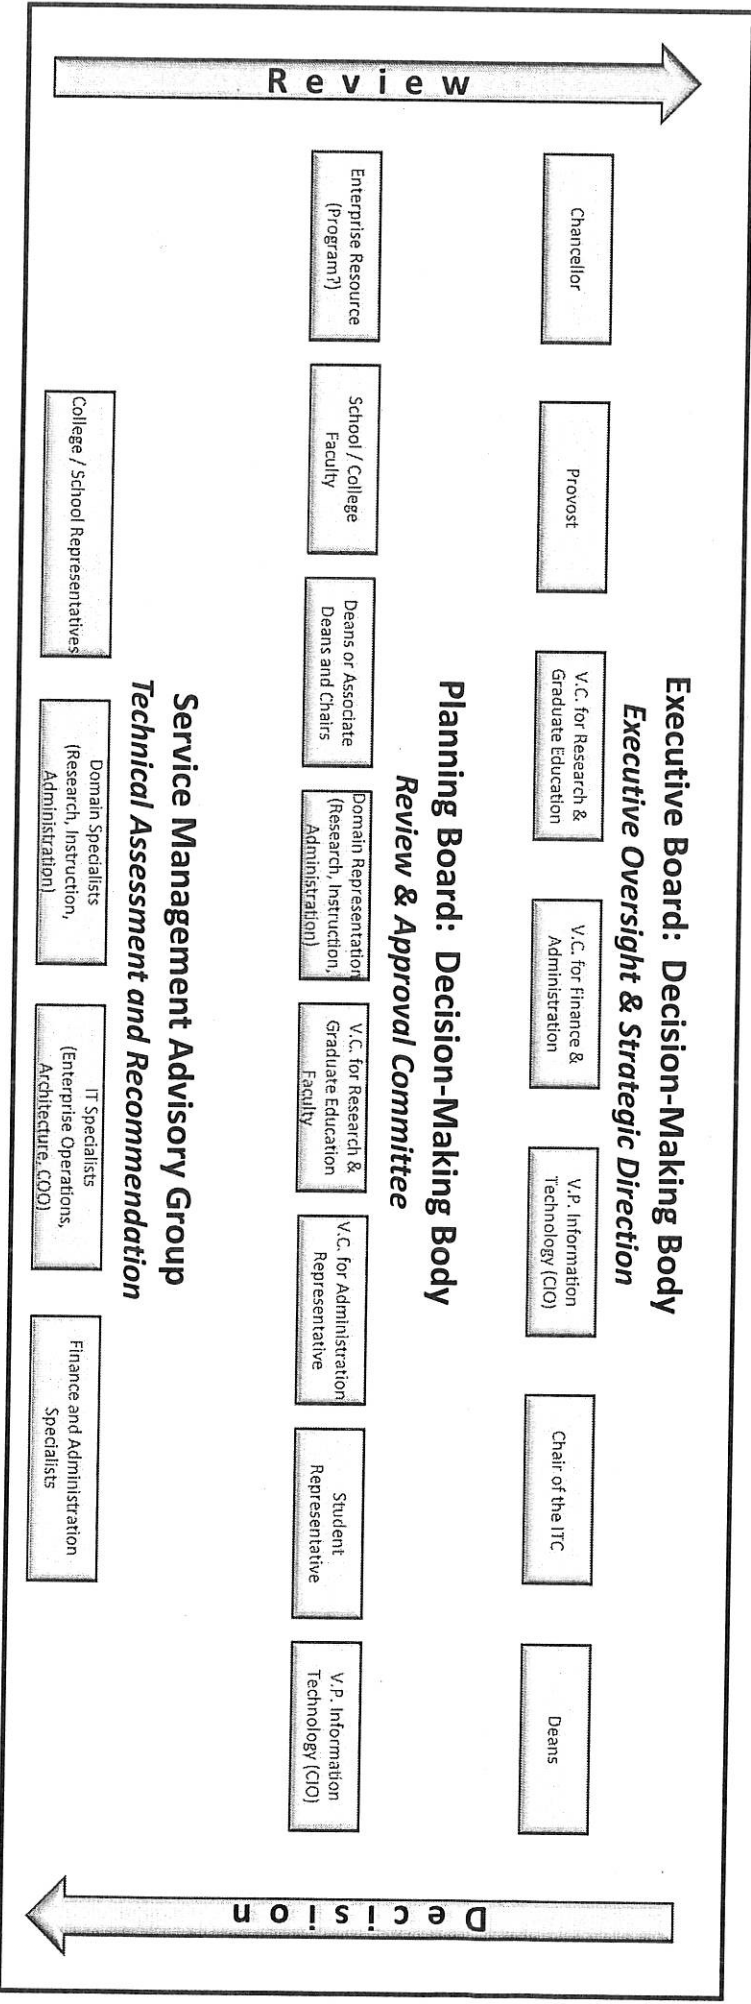 Review
Executive Board: Decision-Making Body
Executive Oversight & Strategic Direction
Chancellor
Provost
V.C. for Research &
Graduate Education
V.C. for Finance &
Administration
V.P. Information
Technology (CIO)
Chair of the ITC
Deans
Planning Board: Decision-Making Body
Review & Approval Committee
Enterprise Resource
(Program?)
School / College
Faculty
Deans or Associate
Deans and Chairs
Domain Representation
(Research, Instruction,
Administration)
V.C. for Research &
Graduate Education
Faculty
V.C. for Administration
Representative
Student
Representative
V.P. Information
Technology (CIO)
Service Management Advisory Group
Technical Assessment and Recommendation
College / School Representatives
Domain Specialists
(Research, Instruction,
Administration)
IT Specialists
(Enterprise Operations,
Architecture, COO)
Finance and Administration
Specialists
Decision